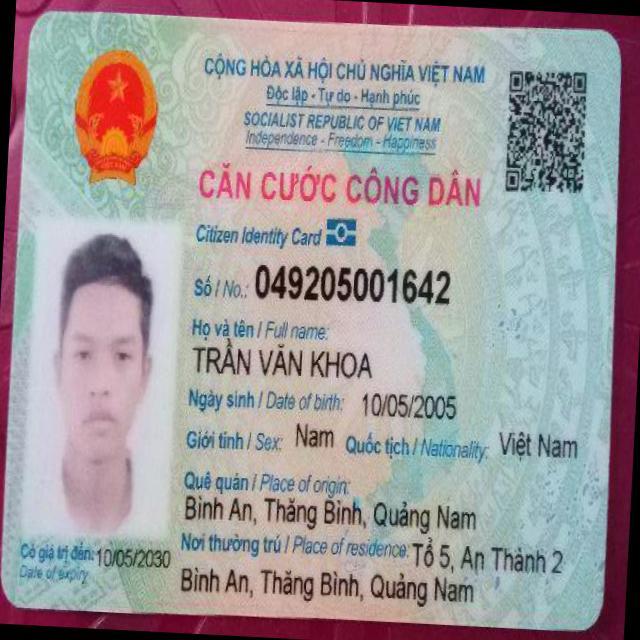 CỘNG HÒA XÃ HỘI CHỦ NGHĨA VIỆT NAM
Độc lập - Tự do - Hạnh phúc
SOCIALIST REPUBLIC OF VIET NAM
Independence - Freedom - Happiness
CĂN CƯỚC CÔNG DÂN
Citizen Identity Card
Số / No.: 049205001642
Họ và tên / Full name:
TRẦN VĂN KHOA
Ngày sinh / Date of birth: 10/05/2005
Giới tính / Sex: Nam Quốc tịch / Nationality: Việt Nam
Quê quán / Place of origin:
Bình An, Thăng Bình, Quảng Nam
Nơi thường trú / Place of residence: Tổ 5, An Thành 2
Bình An, Thăng Bình, Quảng Nam
Có giá trị đến: 10/05/2030
Date of expiry